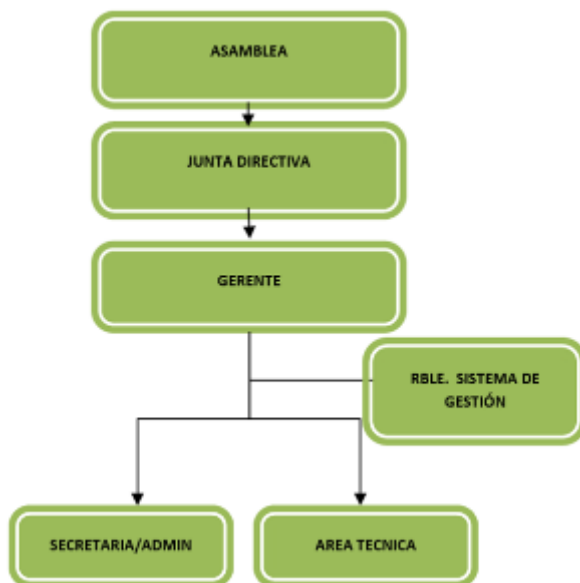 ASAMBLEA
JUNTA DIRECTIVA
GERENTE
RBLE. SISTEMA DE
GESTIÓN
SECRETARIA/ADMIN
AREA TECNICA